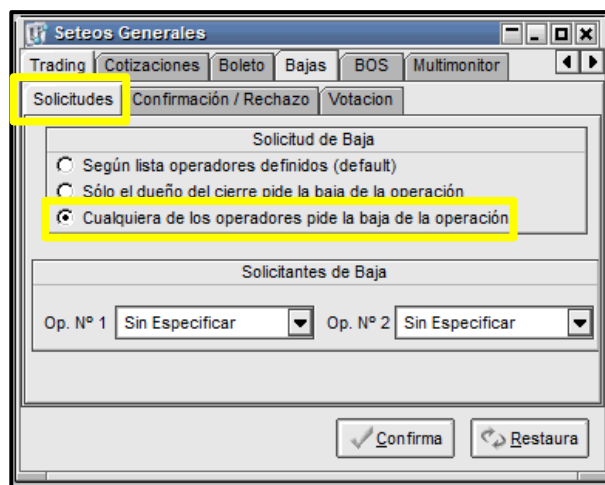 Seteos Generales
Trading Cotizaciones Boleto Bajas BOS Multimonitor
Solicitudes Confirmación / Rechazo Votacion
Solicitud de Baja
Según lista operadores definidos (default)
Sólo el dueño del cierre pide la baja de la operación
Cualquiera de los operadores pide la baja de la operación
Solicitantes de Baja
Op. Nº 1 Sin Especificar Op. Nº 2 Sin Especificar
Confirma Restaura